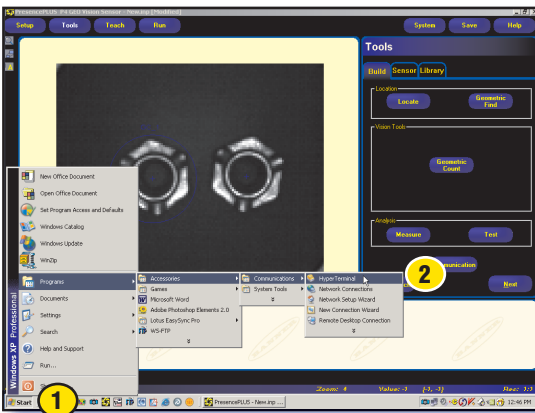 PresencePLUS P4 GEO Vision Sensor - New.inp [Modified]
Setup
Tools
Teach
Run
System
Save
Help
Tools
Build
Sensor
Library
Location
Locate
Geometric
Find
Vision Tools
Geometric
Count
Analysis
Measure
Test
Next
2
Windows XP Professional
New Office Document
Open Office Document
Set Program Access and Defaults
Windows Catalog
Windows Update
WinZip
Programs
Documents
Settings
Search
Help and Support
Run...
Accessories
Games
Microsoft Word
Adobe Photoshop Elements 2.0
Lotus EasySync Pro
WS-FTP
Communications
System Tools
HyperTerminal
Network Connections
Network Setup Wizard
New Connection Wizard
Remote Desktop Connection
Zoom: 4
Value: -1
(-1, -1)
1
Start
PresencePLUS - New.inp ...
12:46 PM